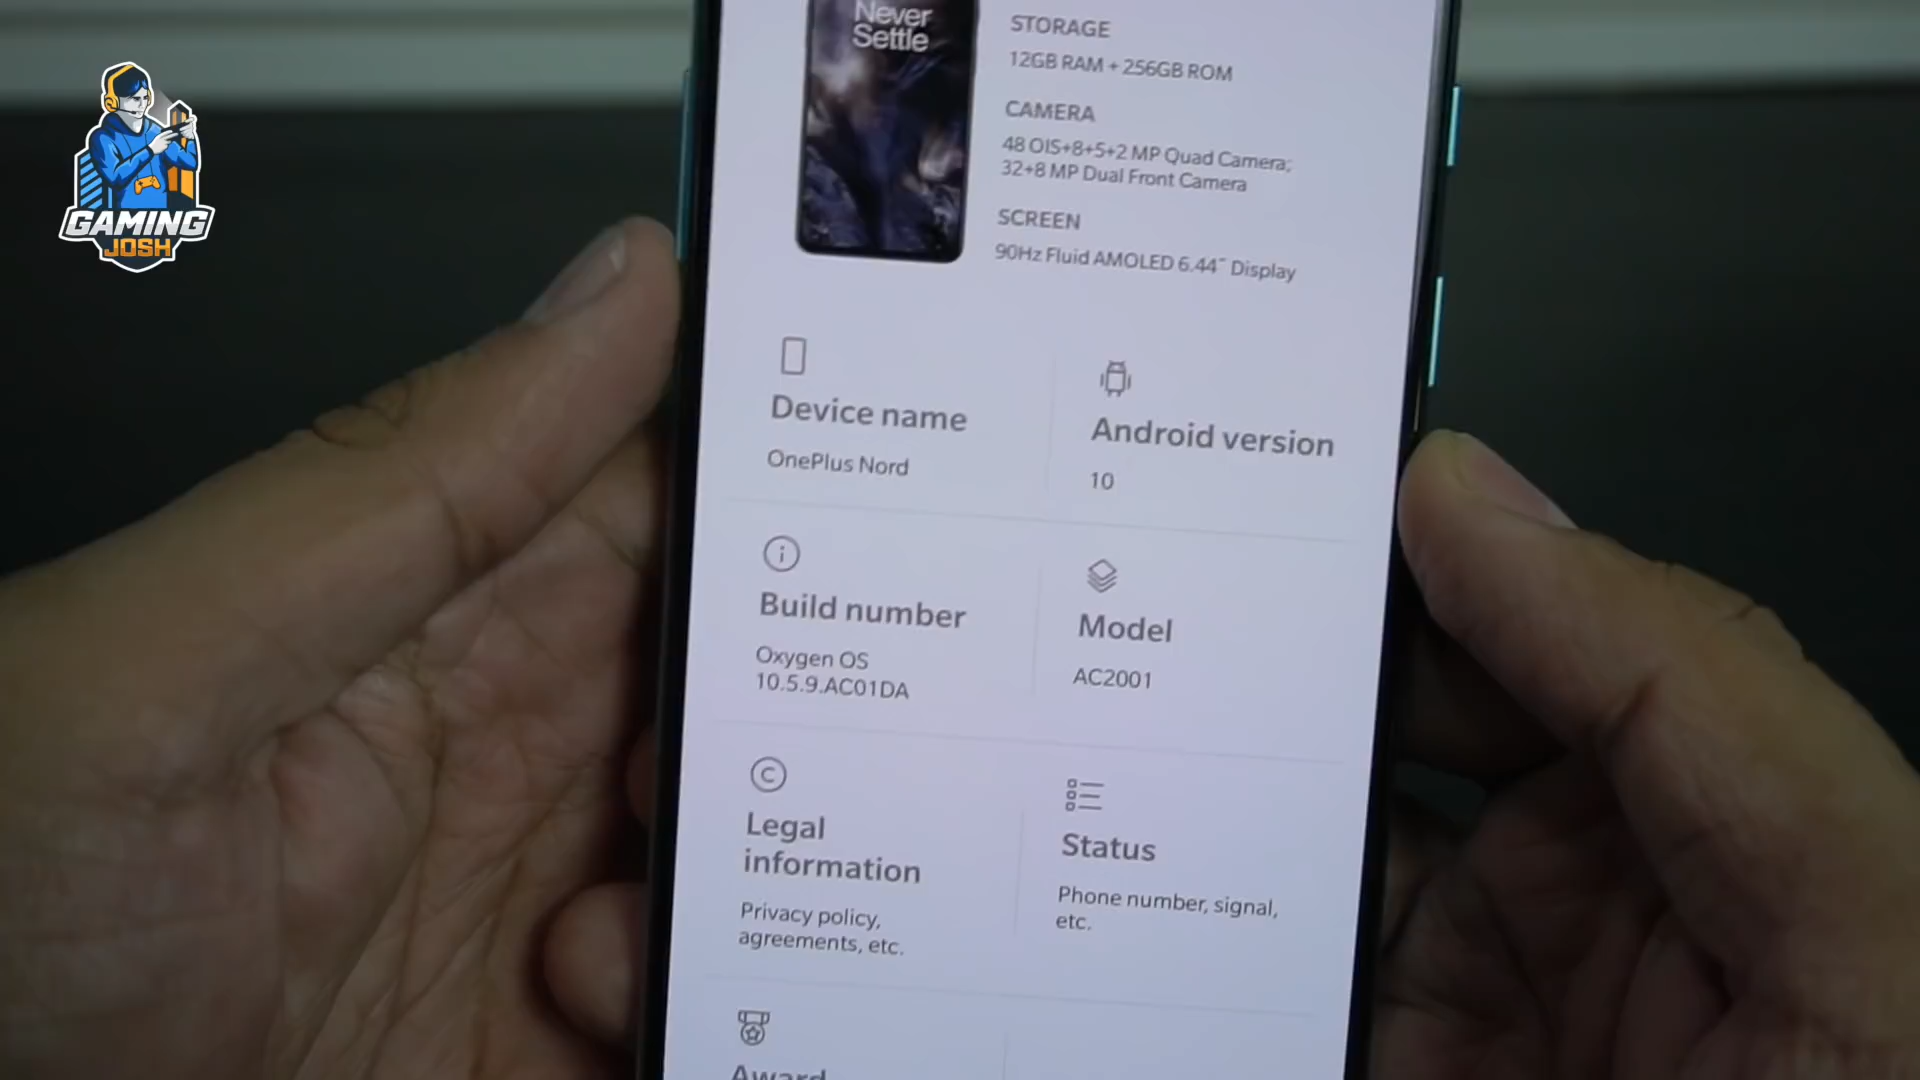 Never
Settle
STORAGE
12GB RAM + 256GB ROM
CAMERA
48 OIS+8+5+2 MP Quad Camera;
32+8 MP Dual Front Camera
SCREEN
90Hz Fluid AMOLED 6.44" Display
GAMING
JOSH
Device name
OnePlus Nord
Android version
10
Build number
Oxygen OS
10.5.9.AC01DA
Model
AC2001
Legal
information
Privacy policy,
agreements, etc.
Status
Phone number, signal,
etc.
Award